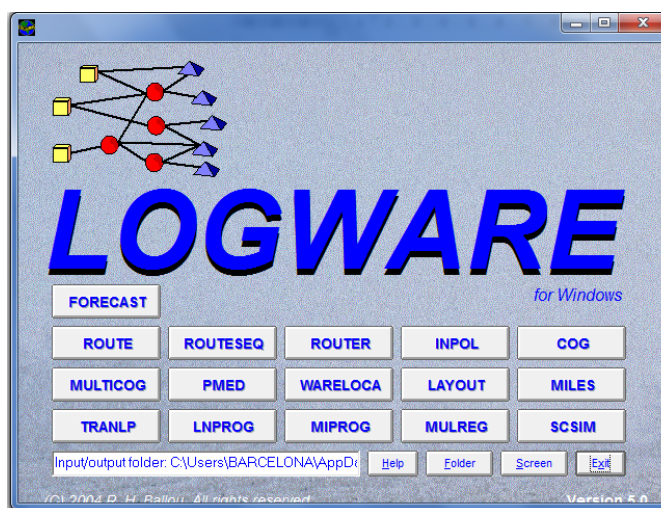 LOGWARE
for Windows
FORECAST
ROUTE ROUTESEQ ROUTER INPOL COG
MULTICOG PMED WARELOCA LAYOUT MILES
TRANLP LNPROG MIPROG MULREG SCSIM
Input/output folder: C:\Users\BARCELONA\AppDa Help Folder Screen Exit
(C) 2004 R. H. Ballou, All rights reserved Version 5.0